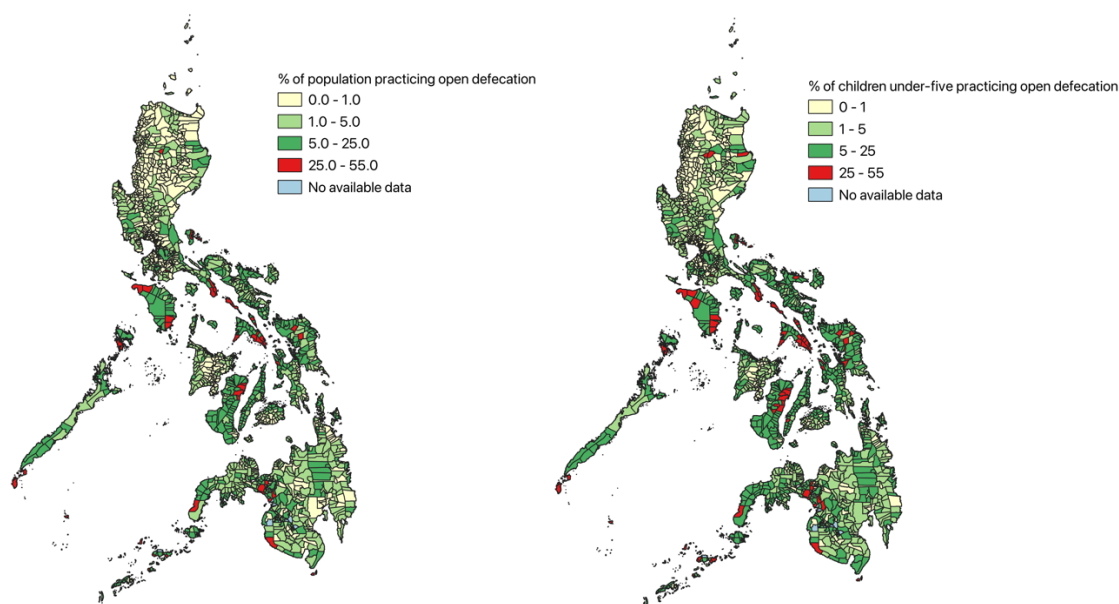 % of population practicing open defecation
0.0 - 1.0
1.0 - 5.0
5.0 - 25.0
25.0 - 55.0
No available data
% of children under-five practicing open defecation
0 - 1
1 - 5
5 - 25
25 - 55
No available data